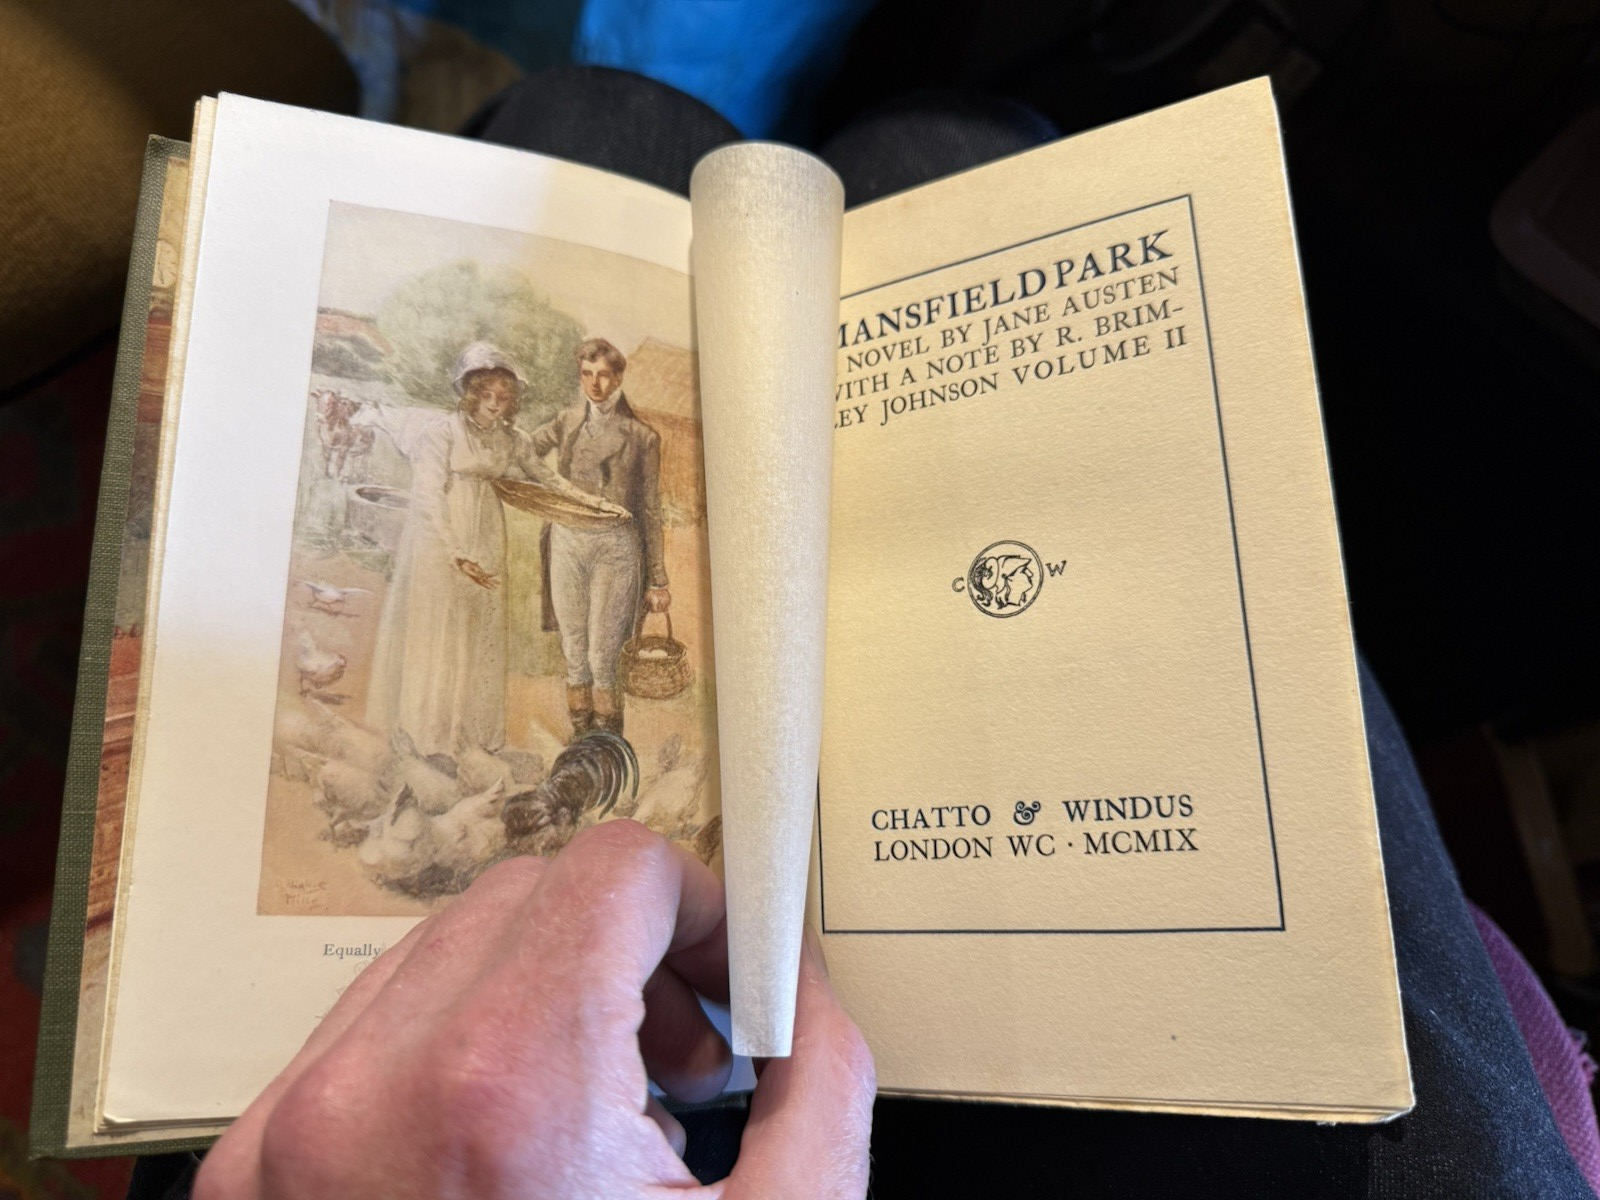 Equally
MANSFIELD PARK
NOVEL BY JANE AUSTEN
WITH A NOTE BY R. BRIM-
LEY JOHNSON VOLUME II
C W
CHATTO & WINDUS
LONDON WC · MCMIX